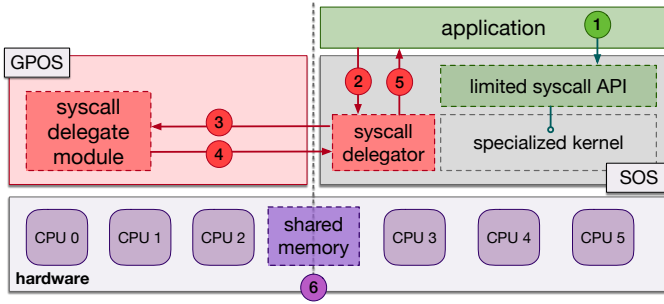 application
1
GPOS
2
5
limited syscall API
syscall
delegate
module
3
4
syscall
delegator
specialized kernel
SOS
CPU 0
CPU 1
CPU 2
shared
memory
CPU 3
CPU 4
CPU 5
hardware
6